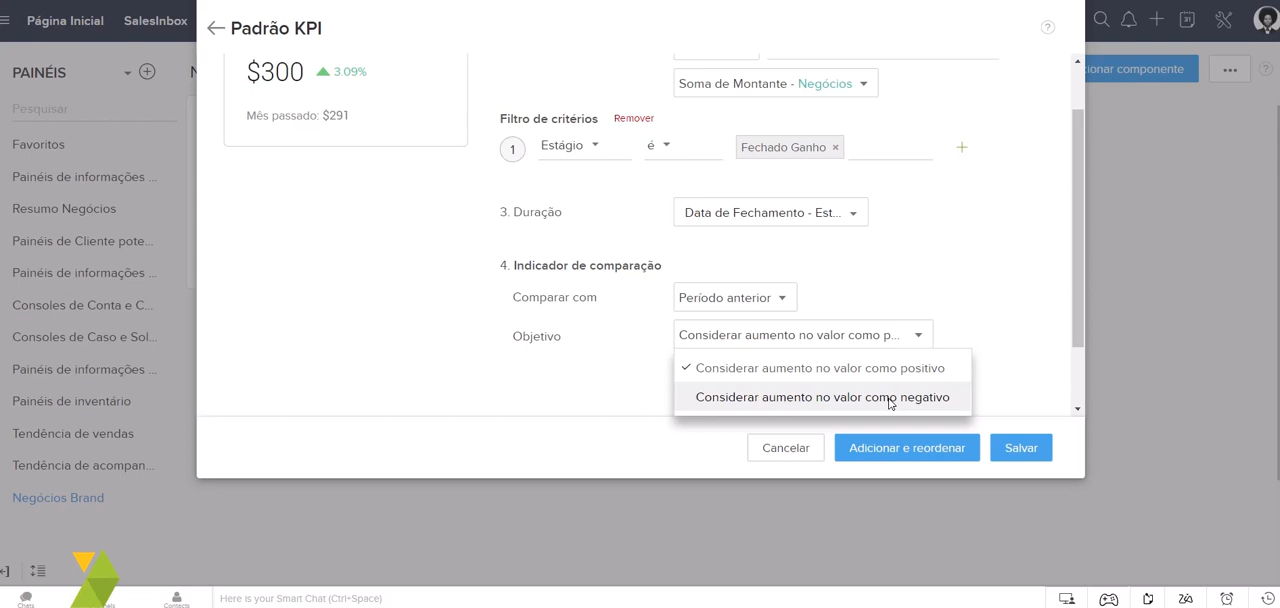 Página Inicial
SalesInbox
Padrão KPI
?
31
PAINÉIS
N
cionar componente
...
?
$300
3.09%
Soma de Montante - Negócios
Pesquisar
Mês passado: $291
Filtro de critérios
Remover
Favoritos
1
Estágio
é
Fechado Ganho ×
+
Painéis de informações ...
Resumo Negócios
3. Duração
Data de Fechamento - Est...
Painéis de Cliente pote...
4. Indicador de comparação
Painéis de informações ...
Comparar com
Período anterior
Consoles de Conta e C...
Objetivo
Considerar aumento no valor como p...
Consoles de Caso e Sol...
Considerar aumento no valor como positivo
Painéis de informações ...
Considerar aumento no valor como negativo
Painéis de inventário
Tendência de vendas
Cancelar
Adicionar e reordenar
Salvar
Tendência de acompan...
Negócios Brand
Chats
Contacts
Here is your Smart Chat (Ctrl+Space)